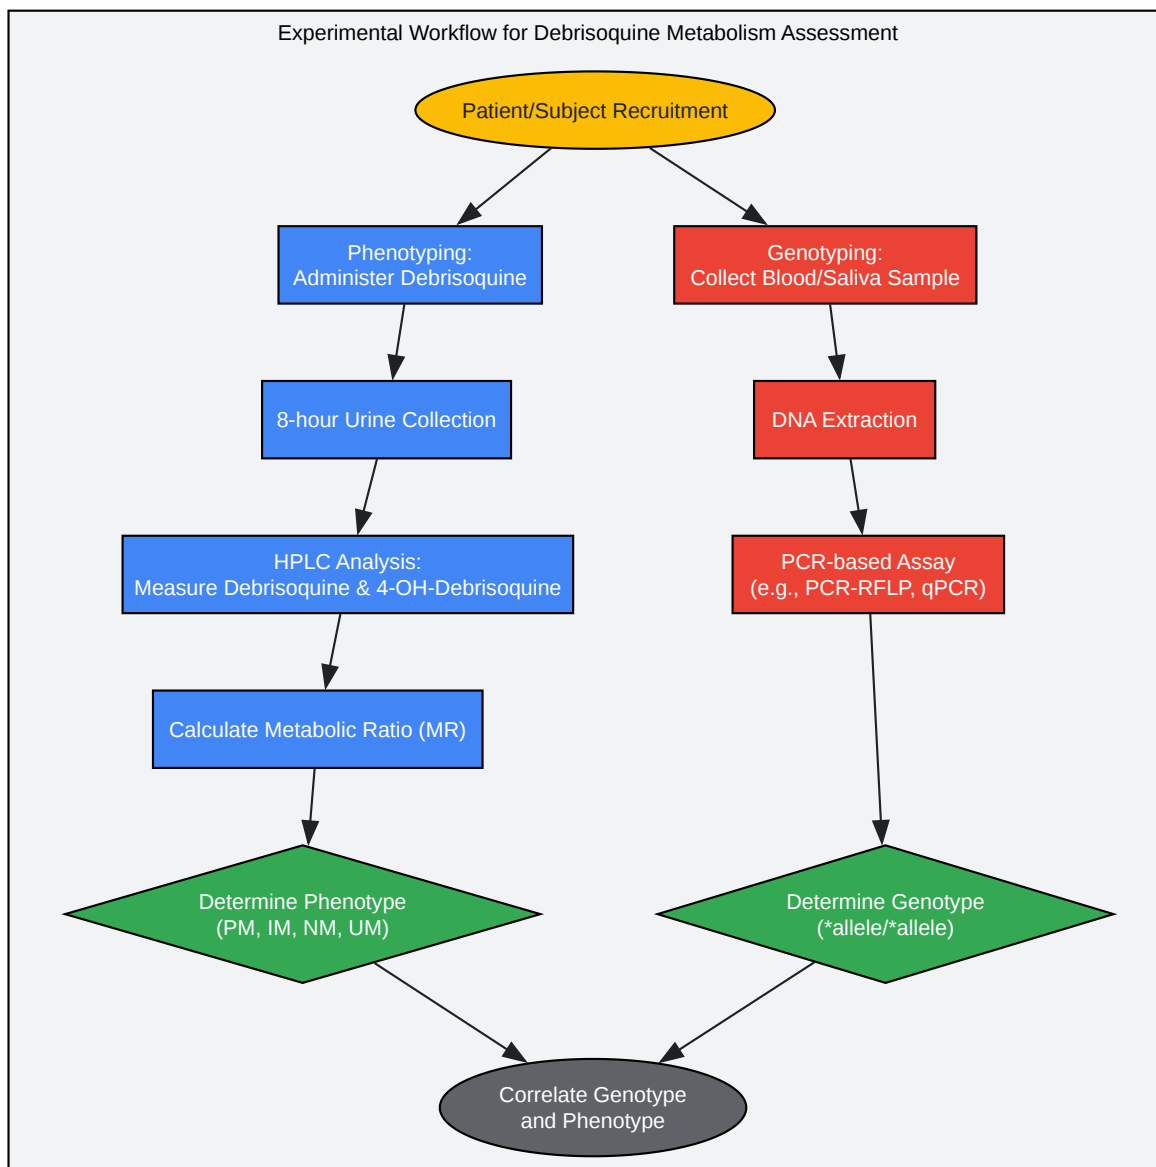 Experimental Workflow for Debrisoquine Metabolism Assessment
Patient/Subject Recruitment
Phenotyping:
Administer Debrisoquine
Genotyping:
Collect Blood/Saliva Sample
8-hour Urine Collection
DNA Extraction
HPLC Analysis:
Measure Debrisoquine & 4-OH-Debrisoquine
PCR-based Assay
(e.g., PCR-RFLP, qPCR)
Calculate Metabolic Ratio (MR)
Determine Phenotype
(PM, IM, NM, UM)
Determine Genotype
(*allele/*allele)
Correlate Genotype
and Phenotype